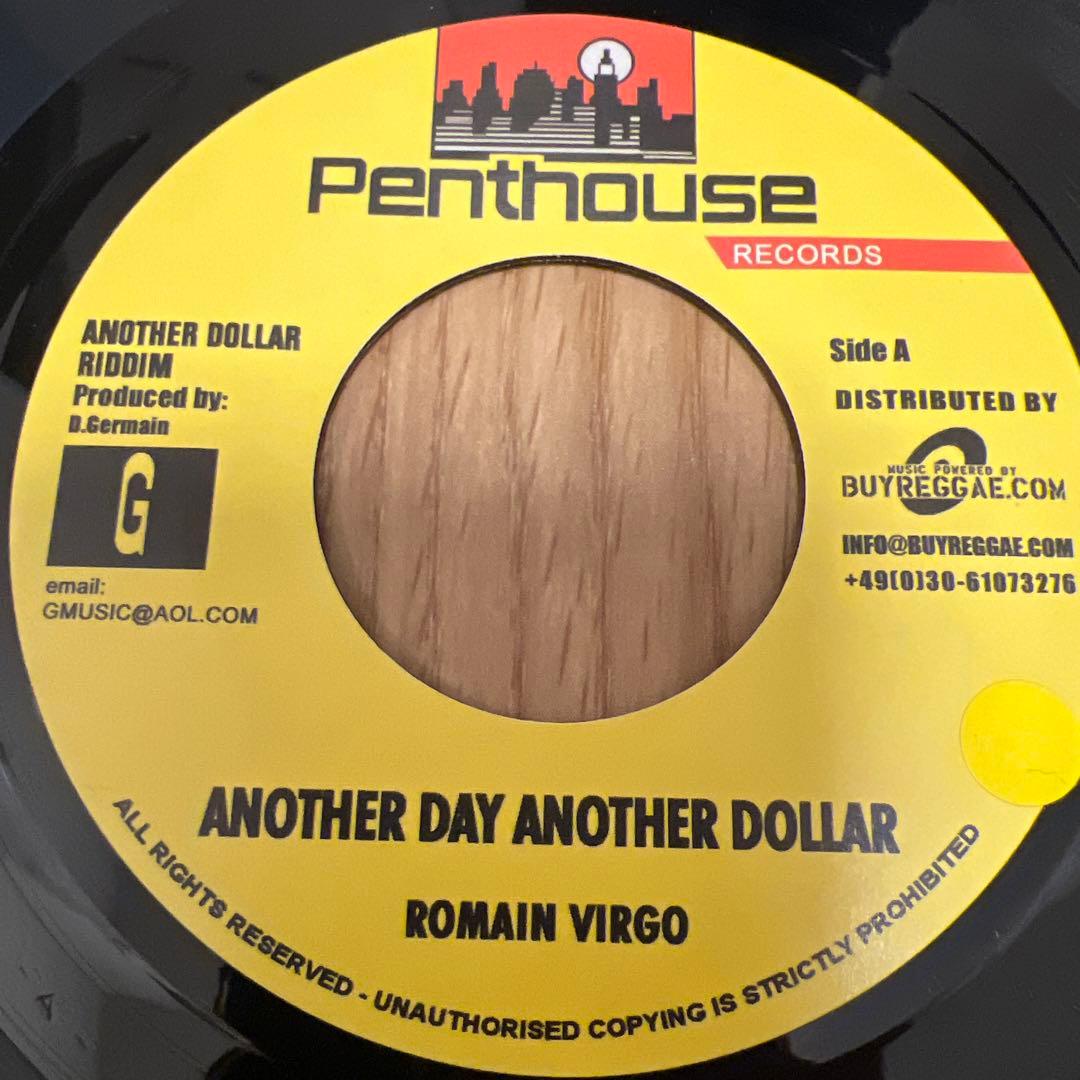 Penthouse
RECORDS
ANOTHER DOLLAR
RIDDIM
Produced by:
D.Germain
G
email:
GMUSIC@AOL.COM
Side A
DISTRIBUTED BY
MUSIC POWERED BY
BUYREGGAE.COM
INFO@BUYREGGAE.COM
+49(0)30-61073276
ANOTHER DAY ANOTHER DOLLAR
ROMAIN VIRGO
ALL RIGHTS RESERVED - UNAUTHORISED COPYING IS STRICTLY PROHIBITED
A